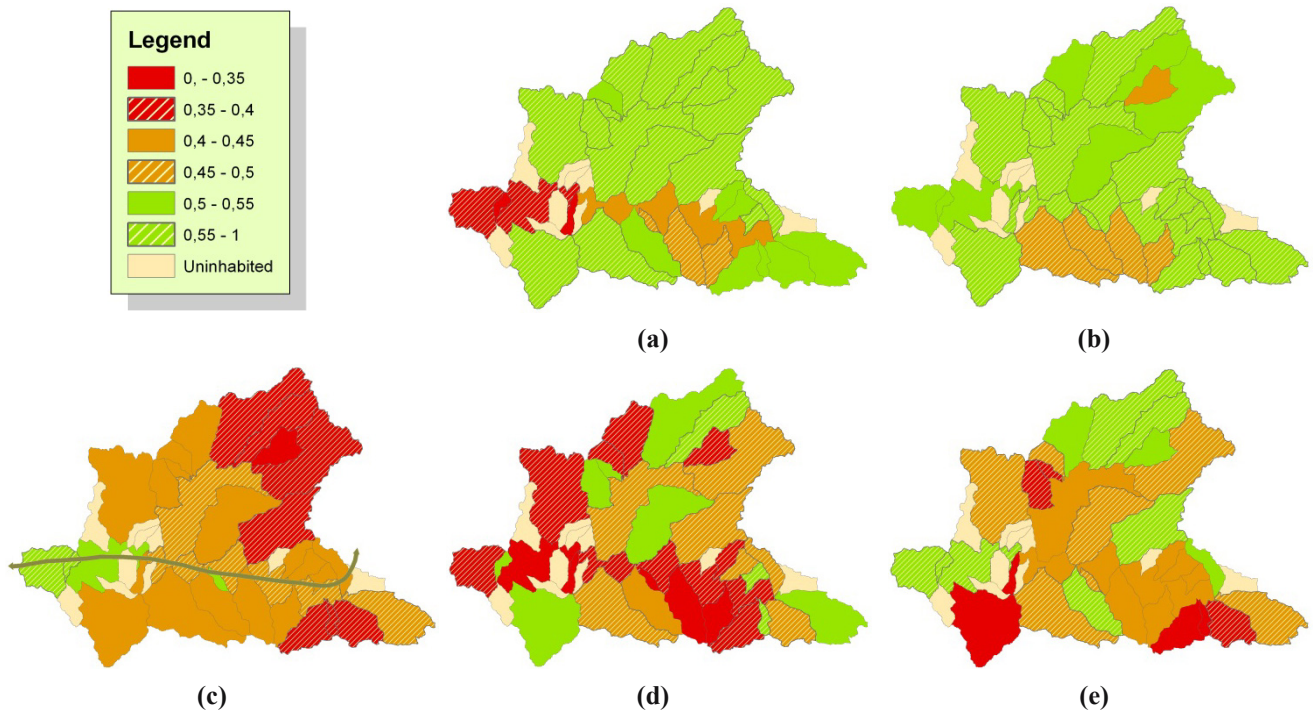 Legend
0, - 0,35
0,35 - 0,4
0,4 - 0,45
0,45 - 0,5
0,5 - 0,55
0,55 - 1
Uninhabited
(a)
(b)
(c)
(d)
(e)